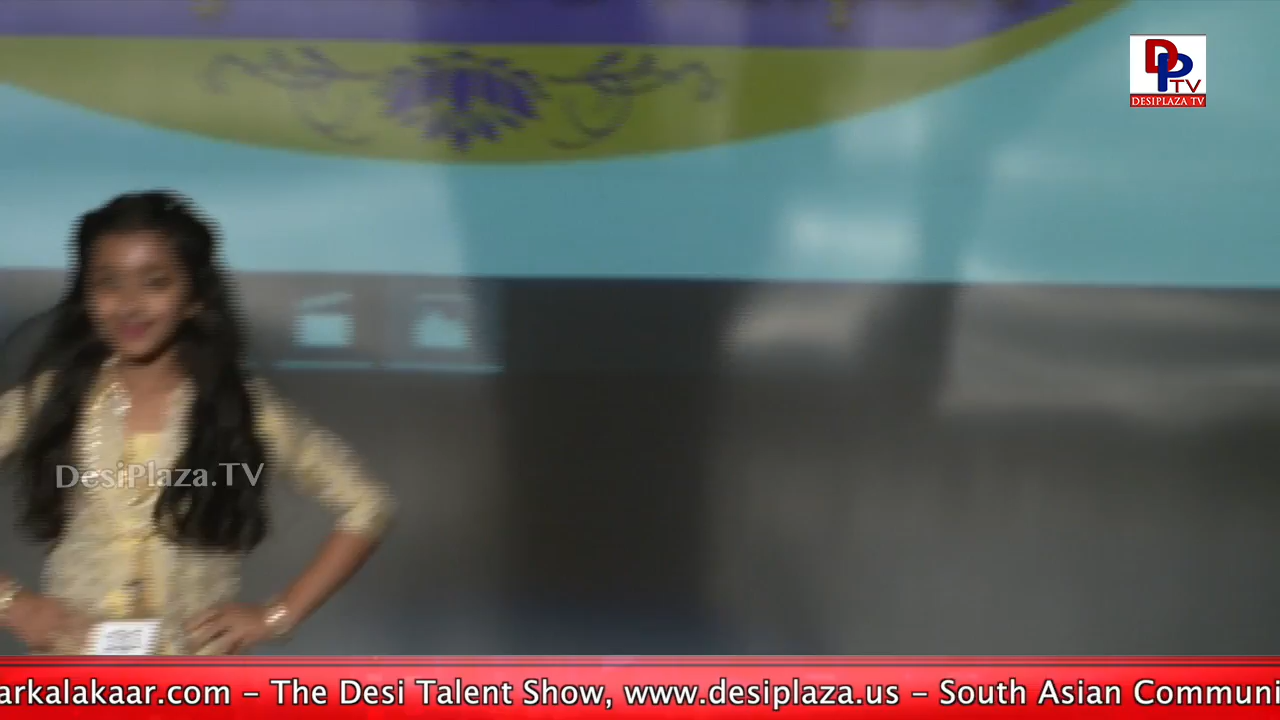 DP
TV
DESIPLAZA TV
DesiPlaza.TV
arkalakaar.com – The Desi Talent Show, www.desiplaza.us – South Asian Communi